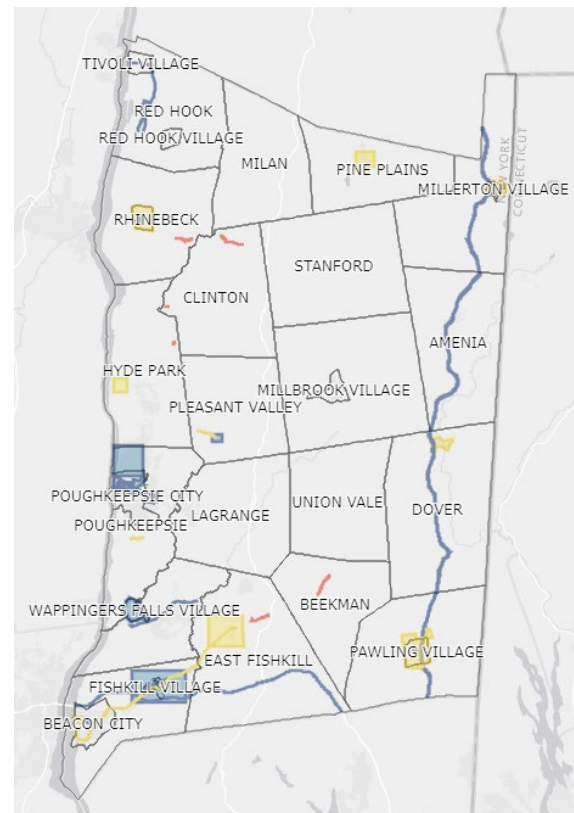 TIVOLI VILLAGE
RED HOOK
RED HOOK VILLAGE
MILAN
PINE PLAINS
NEW YORK
CONNECTICUT
MILLERTON VILLAGE
RHINEBECK
STANFORD
CLINTON
AMENIA
HYDE PARK
MILLBROOK VILLAGE
PLEASANT VALLEY
POUGHKEEPSIE CITY
UNION VALE
DOVER
LAGRANGE
POUGHKEEPSIE
BEEKMAN
WAPPINGERS FALLS VILLAGE
PAWLING VILLAGE
EAST FISHKILL
FISHKILL VILLAGE
BEACON CITY